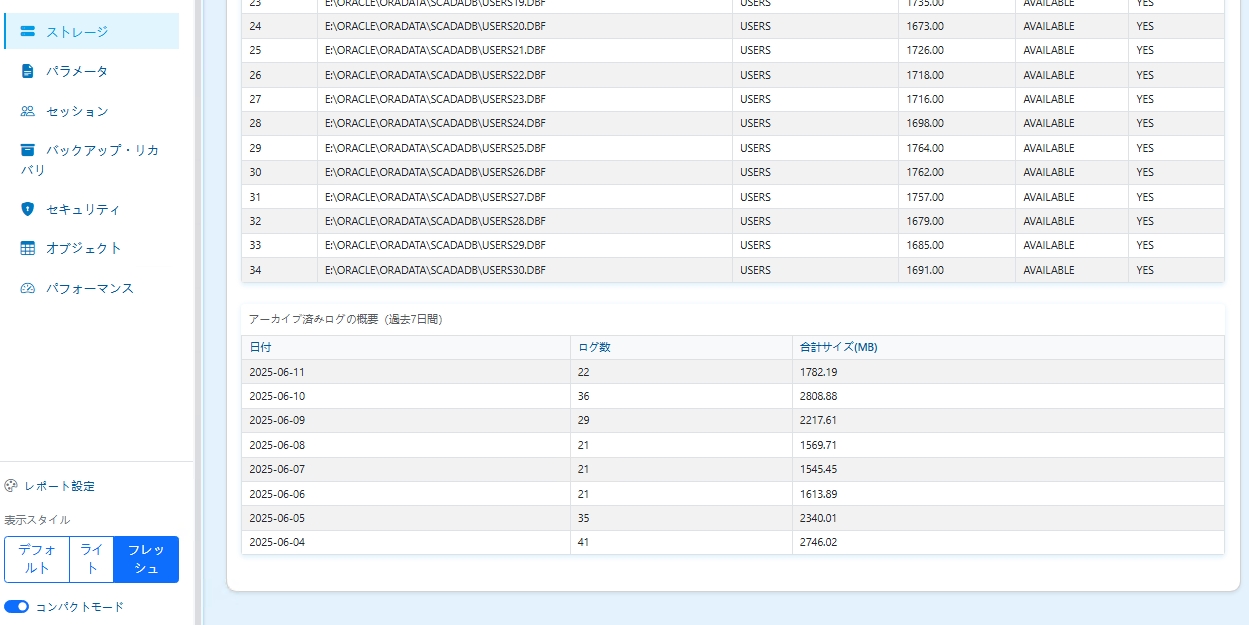 ストレージ
パラメータ
セッション
バックアップ・リカ
バリ
セキュリティ
オブジェクト
パフォーマンス
レポート設定
表示スタイル
デフォ
ルト
ライ
ト
フレッ
シュ
コンパクトモード
23 E:\ORACLE\ORADATA\SCADADB\USERS19.DBF USERS 1735.00 AVAILABLE YES
24 E:\ORACLE\ORADATA\SCADADB\USERS20.DBF USERS 1673.00 AVAILABLE YES
25 E:\ORACLE\ORADATA\SCADADB\USERS21.DBF USERS 1726.00 AVAILABLE YES
26 E:\ORACLE\ORADATA\SCADADB\USERS22.DBF USERS 1718.00 AVAILABLE YES
27 E:\ORACLE\ORADATA\SCADADB\USERS23.DBF USERS 1716.00 AVAILABLE YES
28 E:\ORACLE\ORADATA\SCADADB\USERS24.DBF USERS 1698.00 AVAILABLE YES
29 E:\ORACLE\ORADATA\SCADADB\USERS25.DBF USERS 1764.00 AVAILABLE YES
30 E:\ORACLE\ORADATA\SCADADB\USERS26.DBF USERS 1762.00 AVAILABLE YES
31 E:\ORACLE\ORADATA\SCADADB\USERS27.DBF USERS 1757.00 AVAILABLE YES
32 E:\ORACLE\ORADATA\SCADADB\USERS28.DBF USERS 1679.00 AVAILABLE YES
33 E:\ORACLE\ORADATA\SCADADB\USERS29.DBF USERS 1685.00 AVAILABLE YES
34 E:\ORACLE\ORADATA\SCADADB\USERS30.DBF USERS 1691.00 AVAILABLE YES
アーカイブ済みログの概要（過去7日間）
日付 ログ数 合計サイズ(MB)
2025-06-11 22 1782.19
2025-06-10 36 2808.88
2025-06-09 29 2217.61
2025-06-08 21 1569.71
2025-06-07 21 1545.45
2025-06-06 21 1613.89
2025-06-05 35 2340.01
2025-06-04 41 2746.02